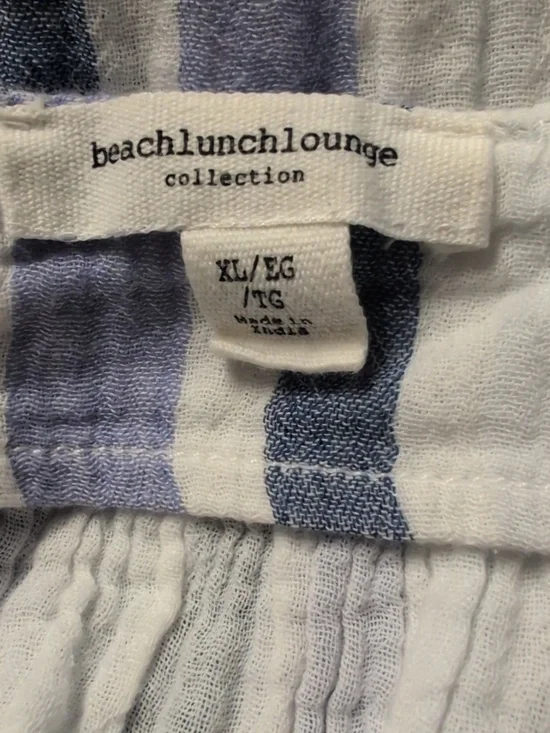 beachlunchlounge
collection
XL/EG
/TG
Made in
India